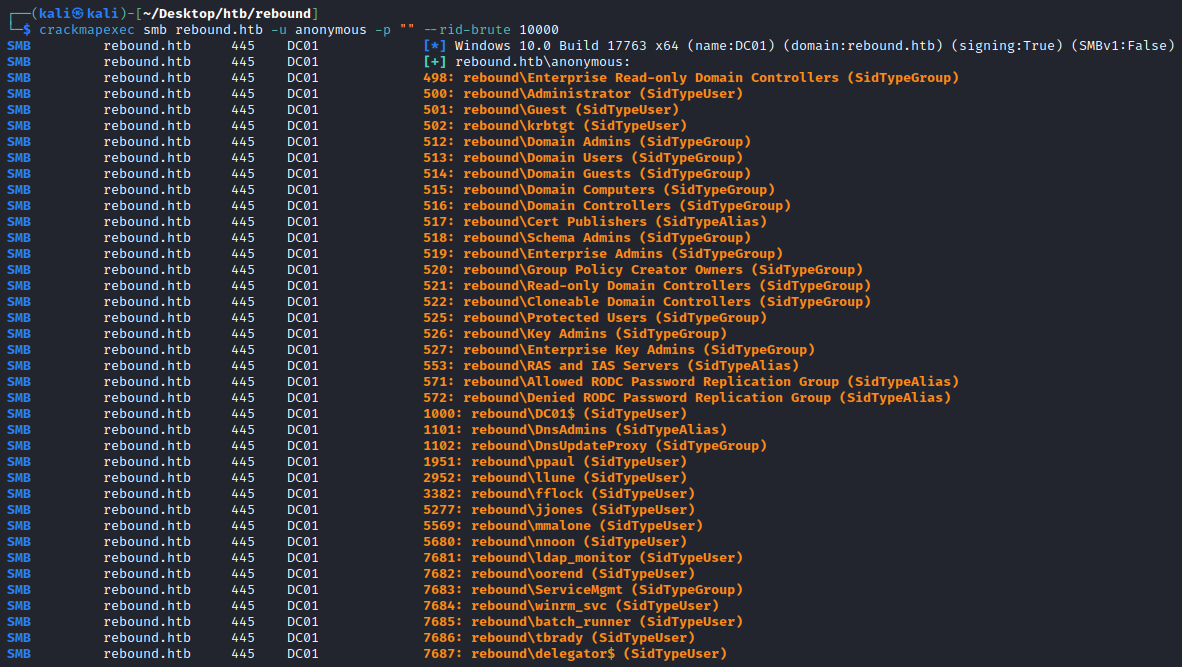 ┌──(kali㉿kali)-[~/Desktop/htb/rebound]
└─$ crackmapexec smb rebound.htb -u anonymous -p "" --rid-brute 10000
SMB rebound.htb 445 DC01 [*] Windows 10.0 Build 17763 x64 (name:DC01) (domain:rebound.htb) (signing:True) (SMBv1:False)
SMB rebound.htb 445 DC01 [+] rebound.htb\anonymous:
SMB rebound.htb 445 DC01 498: rebound\Enterprise Read-only Domain Controllers (SidTypeGroup)
SMB rebound.htb 445 DC01 500: rebound\Administrator (SidTypeUser)
SMB rebound.htb 445 DC01 501: rebound\Guest (SidTypeUser)
SMB rebound.htb 445 DC01 502: rebound\krbtgt (SidTypeUser)
SMB rebound.htb 445 DC01 512: rebound\Domain Admins (SidTypeGroup)
SMB rebound.htb 445 DC01 513: rebound\Domain Users (SidTypeGroup)
SMB rebound.htb 445 DC01 514: rebound\Domain Guests (SidTypeGroup)
SMB rebound.htb 445 DC01 515: rebound\Domain Computers (SidTypeGroup)
SMB rebound.htb 445 DC01 516: rebound\Domain Controllers (SidTypeGroup)
SMB rebound.htb 445 DC01 517: rebound\Cert Publishers (SidTypeAlias)
SMB rebound.htb 445 DC01 518: rebound\Schema Admins (SidTypeGroup)
SMB rebound.htb 445 DC01 519: rebound\Enterprise Admins (SidTypeGroup)
SMB rebound.htb 445 DC01 520: rebound\Group Policy Creator Owners (SidTypeGroup)
SMB rebound.htb 445 DC01 521: rebound\Read-only Domain Controllers (SidTypeGroup)
SMB rebound.htb 445 DC01 522: rebound\Cloneable Domain Controllers (SidTypeGroup)
SMB rebound.htb 445 DC01 525: rebound\Protected Users (SidTypeGroup)
SMB rebound.htb 445 DC01 526: rebound\Key Admins (SidTypeGroup)
SMB rebound.htb 445 DC01 527: rebound\Enterprise Key Admins (SidTypeGroup)
SMB rebound.htb 445 DC01 553: rebound\RAS and IAS Servers (SidTypeAlias)
SMB rebound.htb 445 DC01 571: rebound\Allowed RODC Password Replication Group (SidTypeAlias)
SMB rebound.htb 445 DC01 572: rebound\Denied RODC Password Replication Group (SidTypeAlias)
SMB rebound.htb 445 DC01 1000: rebound\DC01$ (SidTypeUser)
SMB rebound.htb 445 DC01 1101: rebound\DnsAdmins (SidTypeAlias)
SMB rebound.htb 445 DC01 1102: rebound\DnsUpdateProxy (SidTypeGroup)
SMB rebound.htb 445 DC01 1951: rebound\ppaul (SidTypeUser)
SMB rebound.htb 445 DC01 2952: rebound\llune (SidTypeUser)
SMB rebound.htb 445 DC01 3382: rebound\fflock (SidTypeUser)
SMB rebound.htb 445 DC01 5277: rebound\jjones (SidTypeUser)
SMB rebound.htb 445 DC01 5569: rebound\mmalone (SidTypeUser)
SMB rebound.htb 445 DC01 5680: rebound\nnoon (SidTypeUser)
SMB rebound.htb 445 DC01 7681: rebound\ldap_monitor (SidTypeUser)
SMB rebound.htb 445 DC01 7682: rebound\oorend (SidTypeUser)
SMB rebound.htb 445 DC01 7683: rebound\ServiceMgmt (SidTypeGroup)
SMB rebound.htb 445 DC01 7684: rebound\winrm_svc (SidTypeUser)
SMB rebound.htb 445 DC01 7685: rebound\batch_runner (SidTypeUser)
SMB rebound.htb 445 DC01 7686: rebound\tbrady (SidTypeUser)
SMB rebound.htb 445 DC01 7687: rebound\delegator$ (SidTypeUser)